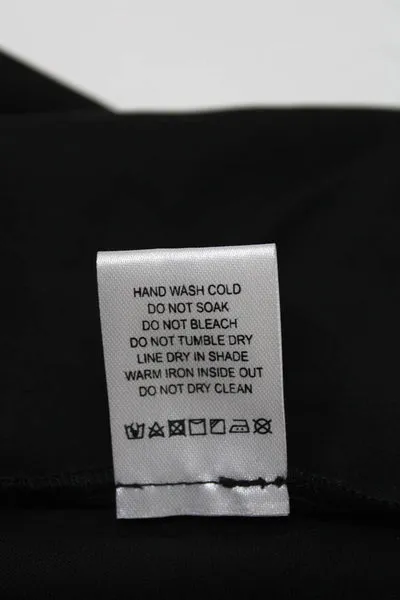 HAND WASH COLD
DO NOT SOAK
DO NOT BLEACH
DO NOT TUMBLE DRY
LINE DRY IN SHADE
WARM IRON INSIDE OUT
DO NOT DRY CLEAN